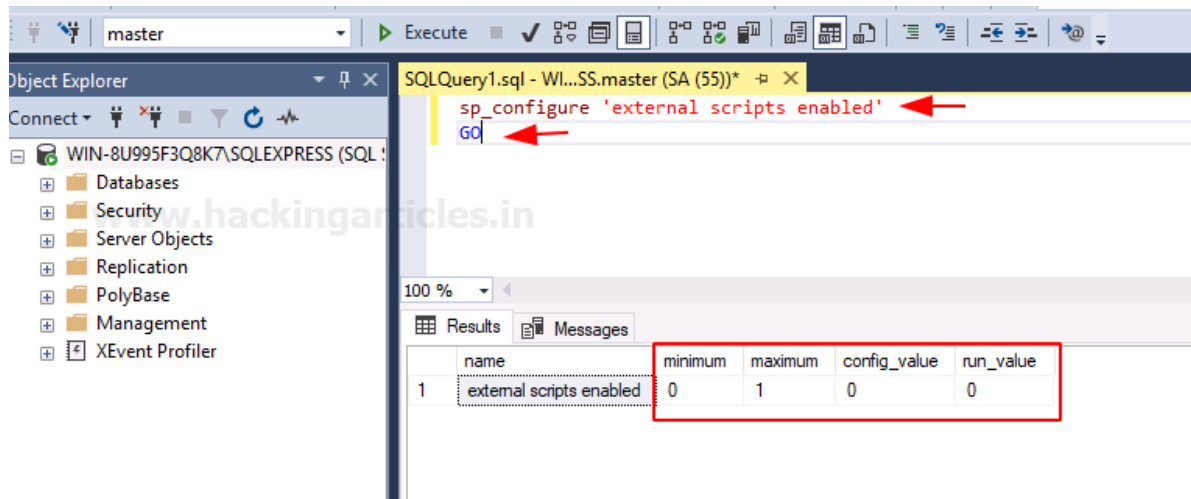 master Execute
Object Explorer
Connect
WIN-8U995F3Q8K7\SQLEXPRESS (SQL
Databases
Security
Server Objects
Replication
PolyBase
Management
XEvent Profiler
SQLQuery1.sql - WI...SS.master (SA (55))*
sp_configure 'external scripts enabled'
GO
www.hackingarticles.in
100 %
Results Messages
name minimum maximum config_value run_value
1 external scripts enabled 0 1 0 0